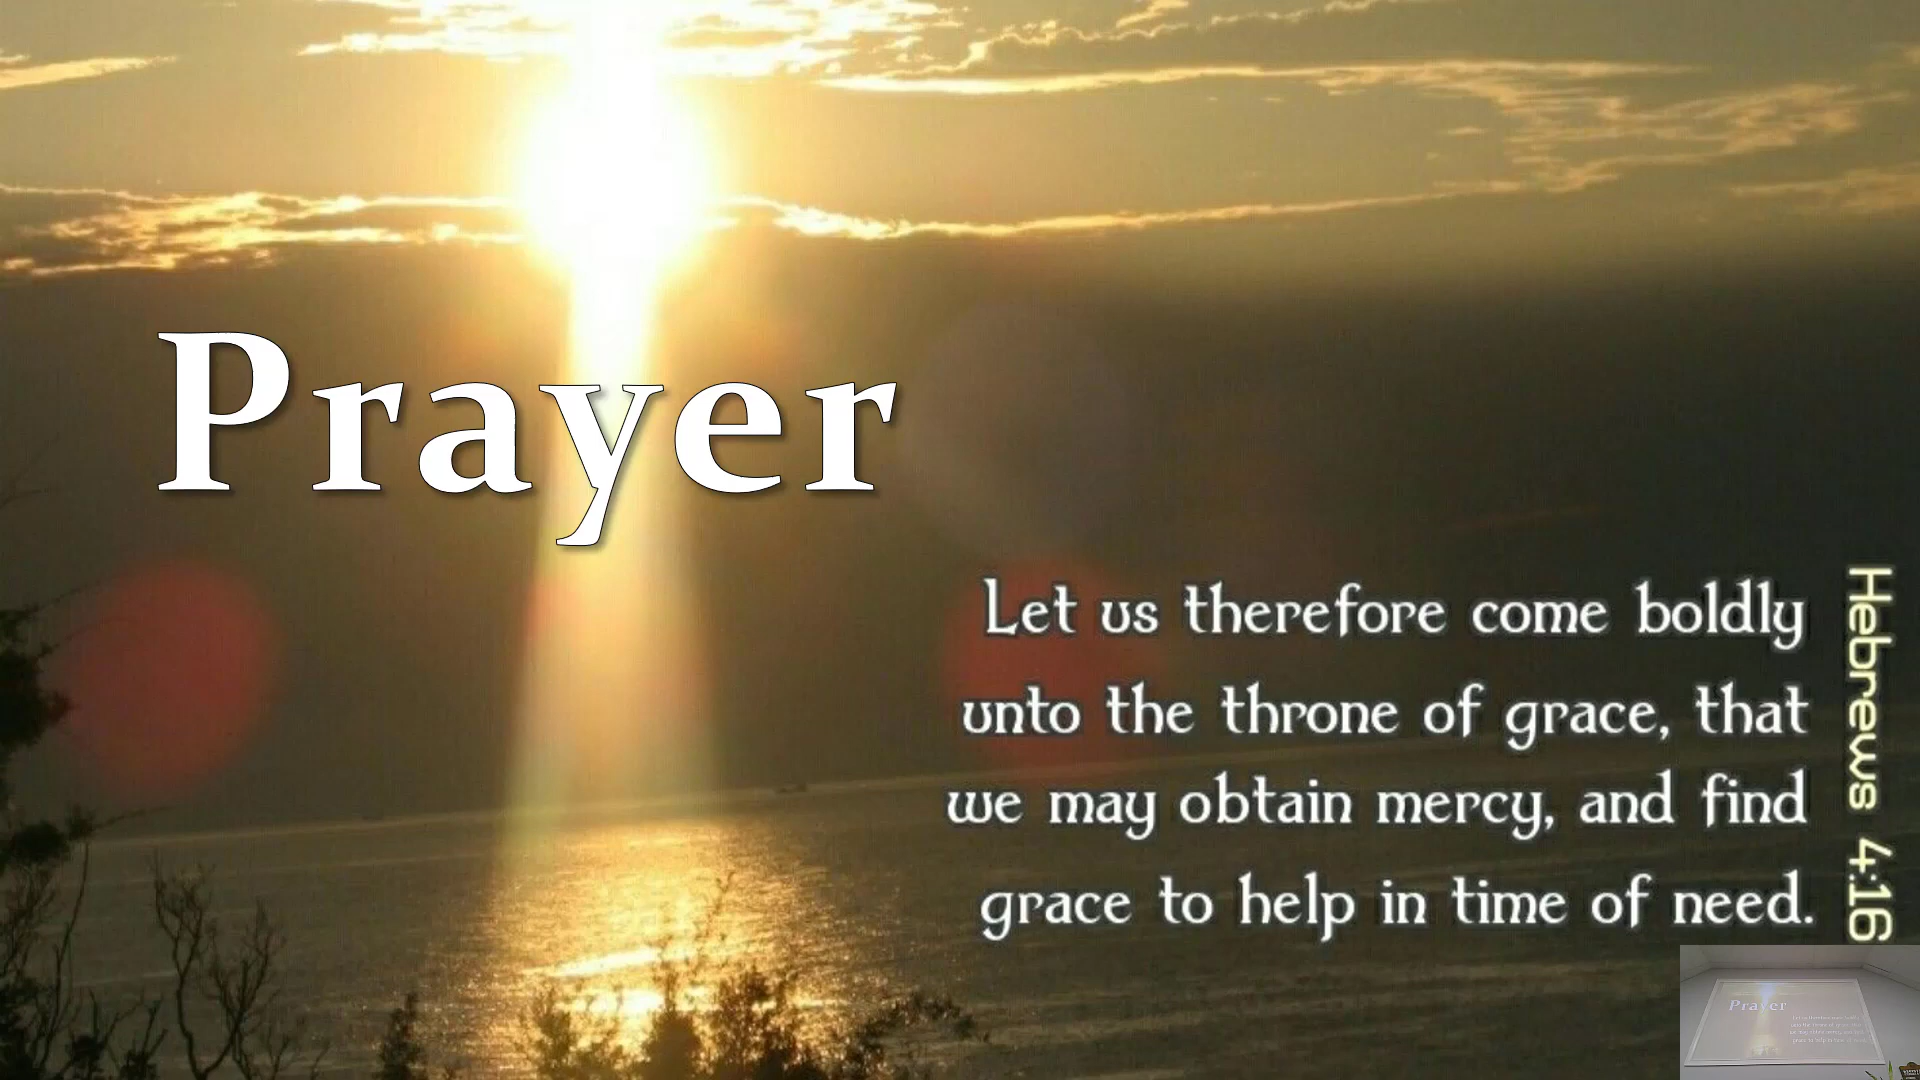 Prayer
Let us therefore come boldly
unto the throne of grace, that
we may obtain mercy, and find
grace to help in time of need.
Hebrews 4:16
Prayer